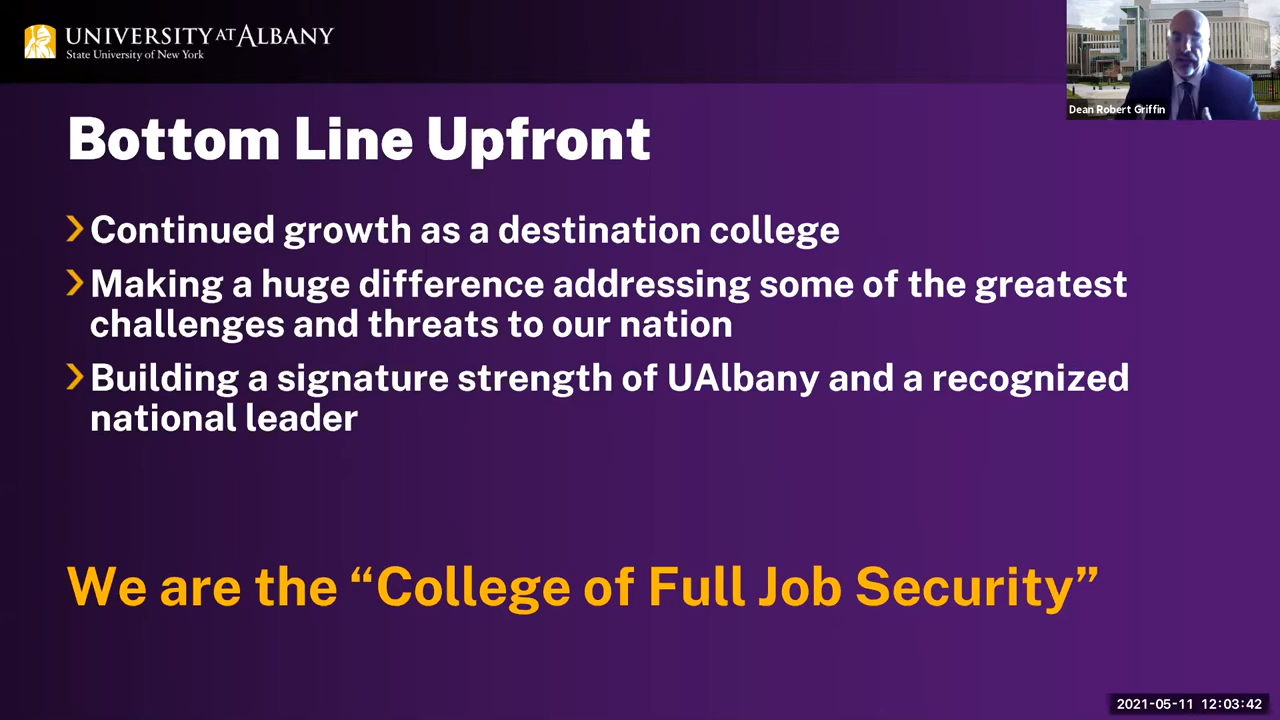 UNIVERSITY AT ALBANY
State University of New York
Dean Robert Griffin
Bottom Line Upfront
Continued growth as a destination college
Making a huge difference addressing some of the greatest
challenges and threats to our nation
Building a signature strength of UAlbany and a recognized
national leader
We are the “College of Full Job Security”
2021-05-11 12:03:42